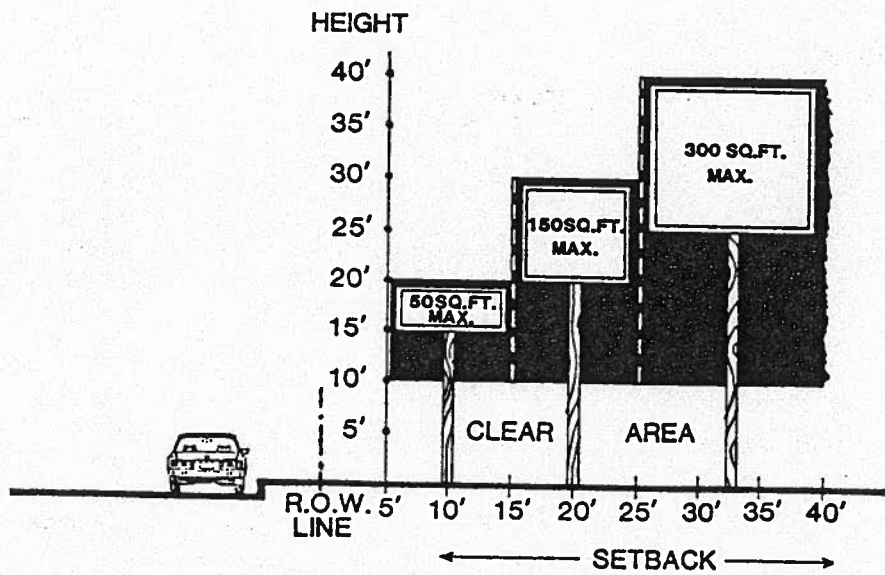 HEIGHT
40'
35'
30'
25'
20'
15'
10'
5'
300 SQ.FT.
MAX.
150SQ.FT.
MAX.
50SQ.FT.
MAX.
CLEAR AREA
R.O.W. 5' 10' 15' 20' 25' 30' 35' 40'
LINE
SETBACK